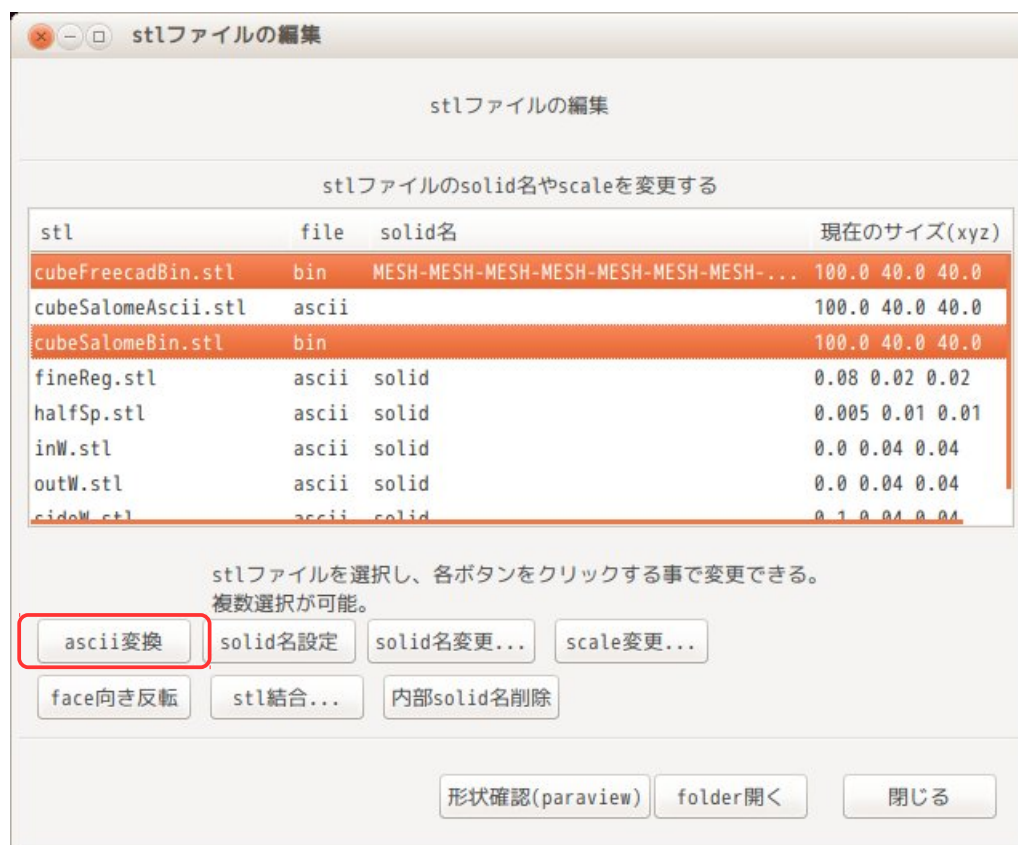 stlファイルの編集
stlファイルの編集
stlファイルのsolid名やscaleを変更する
stl file solid名 現在のサイズ(xyz)
cubeFreecadBin.stl bin MESH-MESH-MESH-MESH-MESH-MESH-MESH-... 100.0 40.0 40.0
cubeSalomeAscii.stl ascii 100.0 40.0 40.0
cubeSalomeBin.stl bin 100.0 40.0 40.0
fineReg.stl ascii solid 0.08 0.02 0.02
halfSp.stl ascii solid 0.005 0.01 0.01
inW.stl ascii solid 0.0 0.04 0.04
outW.stl ascii solid 0.0 0.04 0.04
sideW.stl ascii solid 0.1 0.04 0.04
stlファイルを選択し、各ボタンをクリックする事で変更できる。
複数選択が可能。
ascii変換 solid名設定 solid名変更... scale変更...
face向き反転 stl結合... 内部solid名削除
形状確認(paraview) folder開く 閉じる